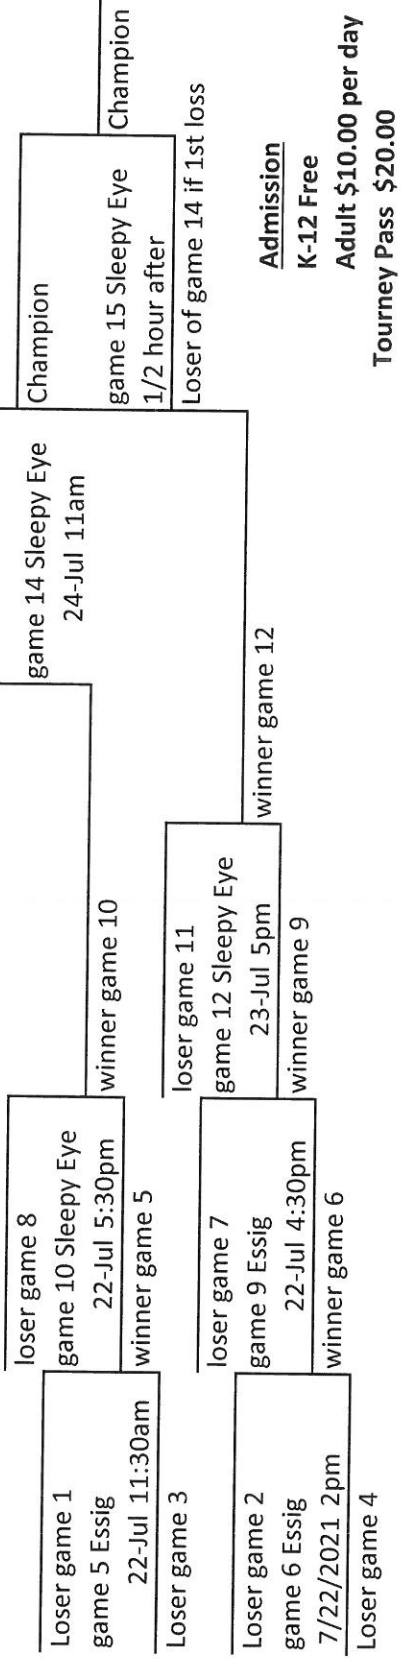 Loser game 1
game 5 Essig
22-Jul 11:30am
Loser game 3
loser game 8
game 10 Sleepy Eye
22-Jul 5:30pm
winner game 5
Loser game 2
game 6 Essig
7/22/2021 2pm
Loser game 4
loser game 7
game 9 Essig
22-Jul 4:30pm
winner game 6
winner game 10
loser game 11
game 12 Sleepy Eye
23-Jul 5pm
winner game 9
game 14 Sleepy Eye
24-Jul 11am
winner game 12
Champion
game 15 Sleepy Eye
1/2 hour after
Loser of game 14 if 1st loss
Champion
Admission
K-12 Free
Adult $10.00 per day
Tourney Pass $20.00